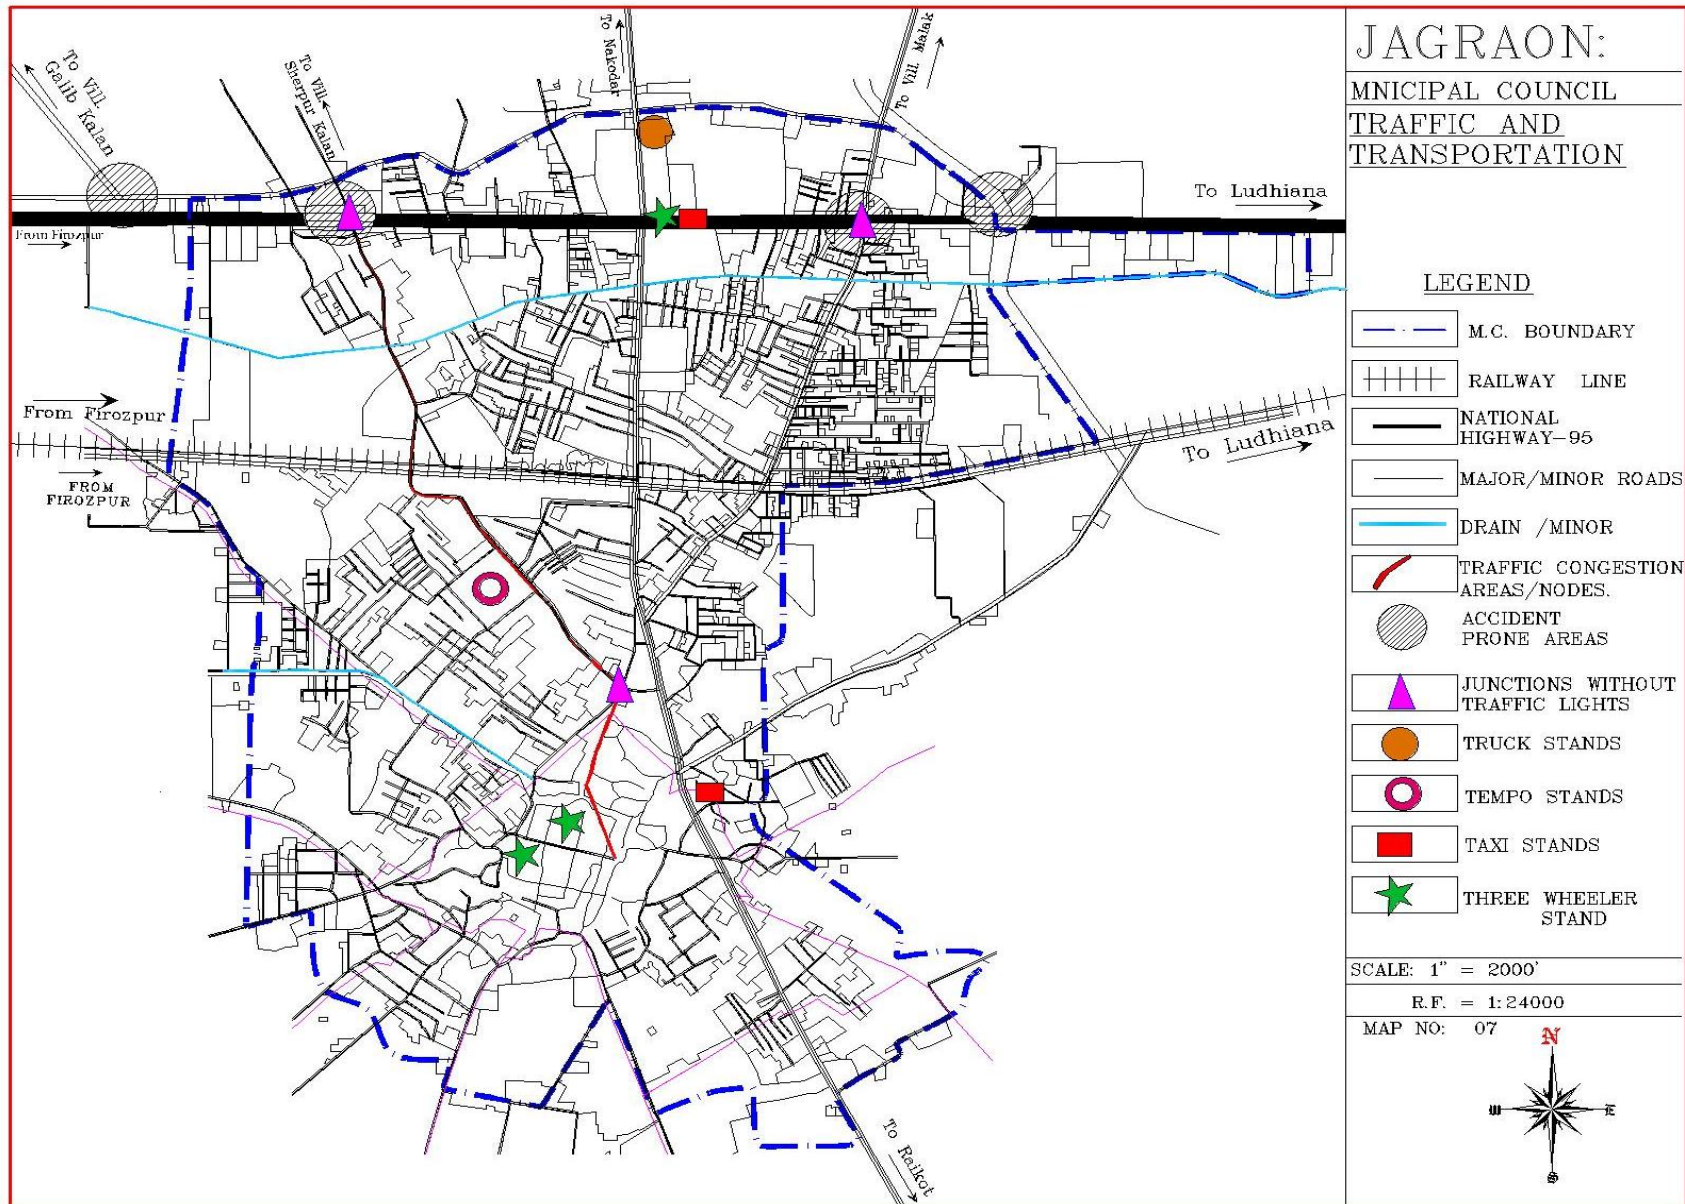 To Nakodar
To Vill. Malak
To Vill.
Galib Kalan
To Vill.
Sherpur Kalan
To Ludhiana
From Firozpur
From Firozpur
FROM
FIROZPUR
To Ludhiana
To Raikot
JAGRAON:
MNICIPAL COUNCIL
TRAFFIC AND
TRANSPORTATION
LEGEND
M.C. BOUNDARY
RAILWAY LINE
NATIONAL
HIGHWAY-95
MAJOR/MINOR ROADS
DRAIN /MINOR
TRAFFIC CONGESTION
AREAS/NODES.
ACCIDENT
PRONE AREAS
JUNCTIONS WITHOUT
TRAFFIC LIGHTS
TRUCK STANDS
TEMPO STANDS
TAXI STANDS
THREE WHEELER
STAND
SCALE: 1" = 2000'
R.F. = 1:24000
MAP NO: 07
N
W
E
S